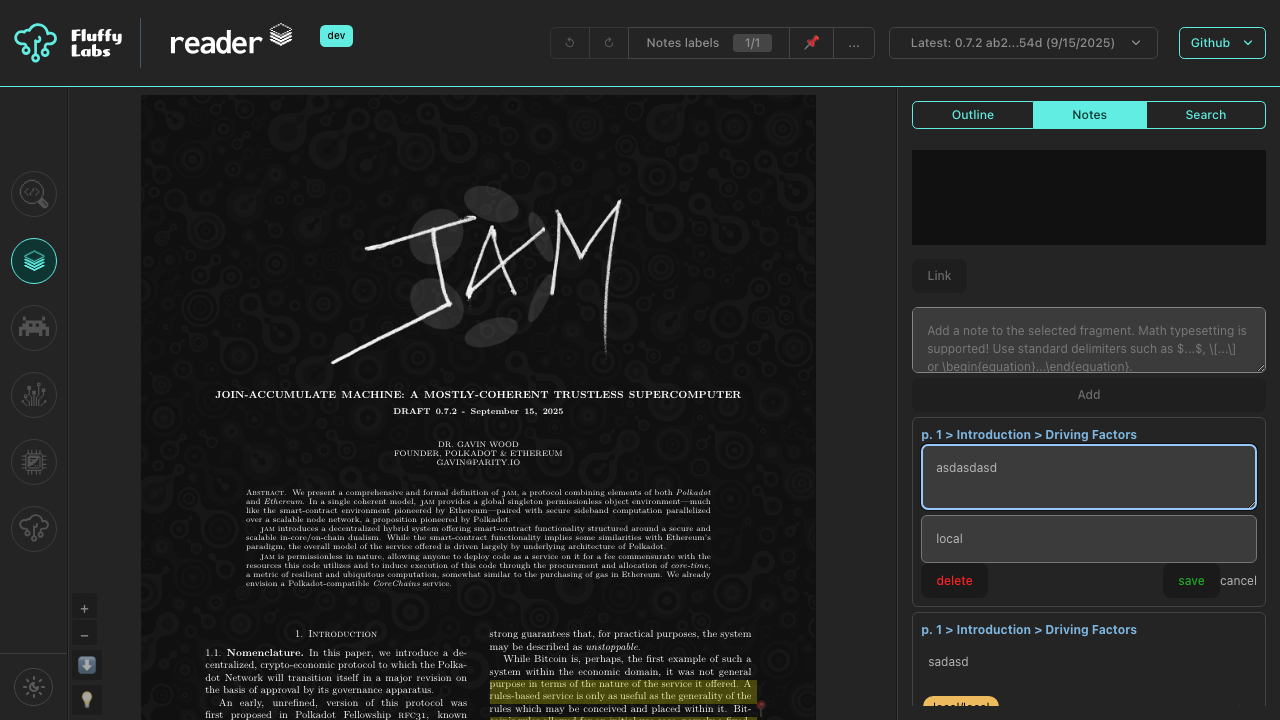 Fluffy
Labs
reader
dev
Notes labels 1/1
...
Latest: 0.7.2 ab2...54d (9/15/2025)
Github
Outline
Notes
Search
Link
Add a note to the selected fragment. Math typesetting is
supported! Use standard delimiters such as $...$, \[...\]
or \begin{equation}...\end{equation}.
Add
p. 1 > Introduction > Driving Factors
asdasdasd
local
delete
save
cancel
p. 1 > Introduction > Driving Factors
sadasd
JAM
JOIN-ACCUMULATE MACHINE: A MOSTLY-COHERENT TRUSTLESS SUPERCOMPUTER
DRAFT 0.7.2 - September 15, 2025
DR. GAVIN WOOD
FOUNDER, POLKADOT & ETHEREUM
GAVIN@PARITY.IO
Abstract. We present a comprehensive and formal definition of JAM, a protocol combining elements of both Polkadot
and Ethereum. In a single coherent model, JAM provides a global singleton permissionless object environment—much
like the smart-contract environment pioneered by Ethereum—paired with secure sideband computation parallelized
over a scalable node network, a proposition pioneered by Polkadot.
JAM introduces a decentralized hybrid system offering smart-contract functionality structured around a secure and
scalable in-core/on-chain dualism. While the smart-contract functionality implies some similarities with Ethereum's
paradigm, the overall model of the service offered is driven largely by underlying architecture of Polkadot.
JAM is permissionless in nature, allowing anyone to deploy code as a service on it for a fee commensurate with the
resources this code utilizes and to induce execution of this code through the procurement and allocation of core-time,
a metric of resilient and ubiquitous computation, somewhat similar to the purchasing of gas in Ethereum. We already
envision a Polkadot-compatible CoreChains service.
1. Introduction
1.1. Nomenclature. In this paper, we introduce a de-
centralized, crypto-economic protocol to which the Polka-
dot Network will transition itself in a major revision on
the basis of approval by its governance apparatus.
An early, unrefined, version of this protocol was
first proposed in Polkadot Fellowship RFC31, known
strong guarantees that, for practical purposes, the system
may be described as unstoppable.
While Bitcoin is, perhaps, the first example of such a
system within the economic domain, it was not general
purpose in terms of the nature of the service it offered. A
rules-based service is only as useful as the generality of the
rules which may be conceived and placed within it. Bit-
+
−